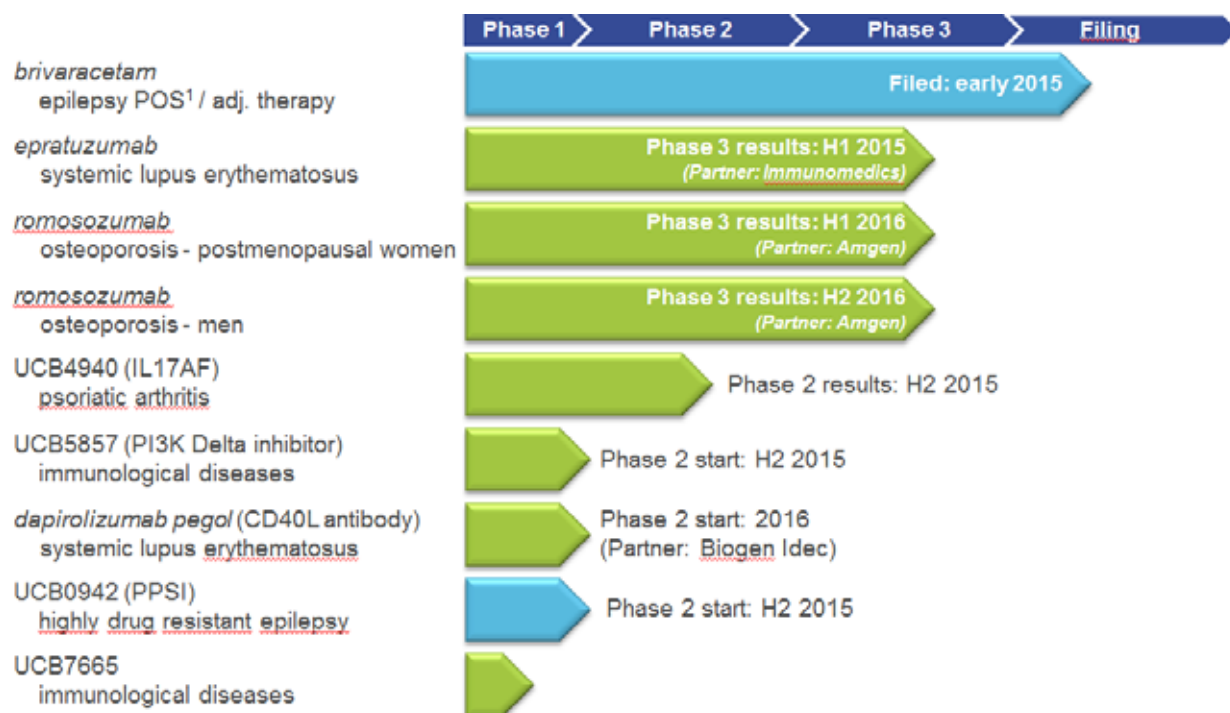 Phase 1 Phase 2 Phase 3 Filing
brivaracetam
epilepsy POS¹ / adj. therapy
Filed: early 2015
epratuzumab
systemic lupus erythematosus
Phase 3 results: H1 2015
(Partner: Immunomedics)
romosozumab
osteoporosis - postmenopausal women
Phase 3 results: H1 2016
(Partner: Amgen)
romosozumab
osteoporosis - men
Phase 3 results: H2 2016
(Partner: Amgen)
UCB4940 (IL17AF)
psoriatic arthritis
Phase 2 results: H2 2015
UCB5857 (PI3K Delta inhibitor)
immunological diseases
Phase 2 start: H2 2015
dapirolizumab pegol (CD40L antibody)
systemic lupus erythematosus
Phase 2 start: 2016
(Partner: Biogen Idec)
UCB0942 (PPSI)
highly drug resistant epilepsy
Phase 2 start: H2 2015
UCB7665
immunological diseases